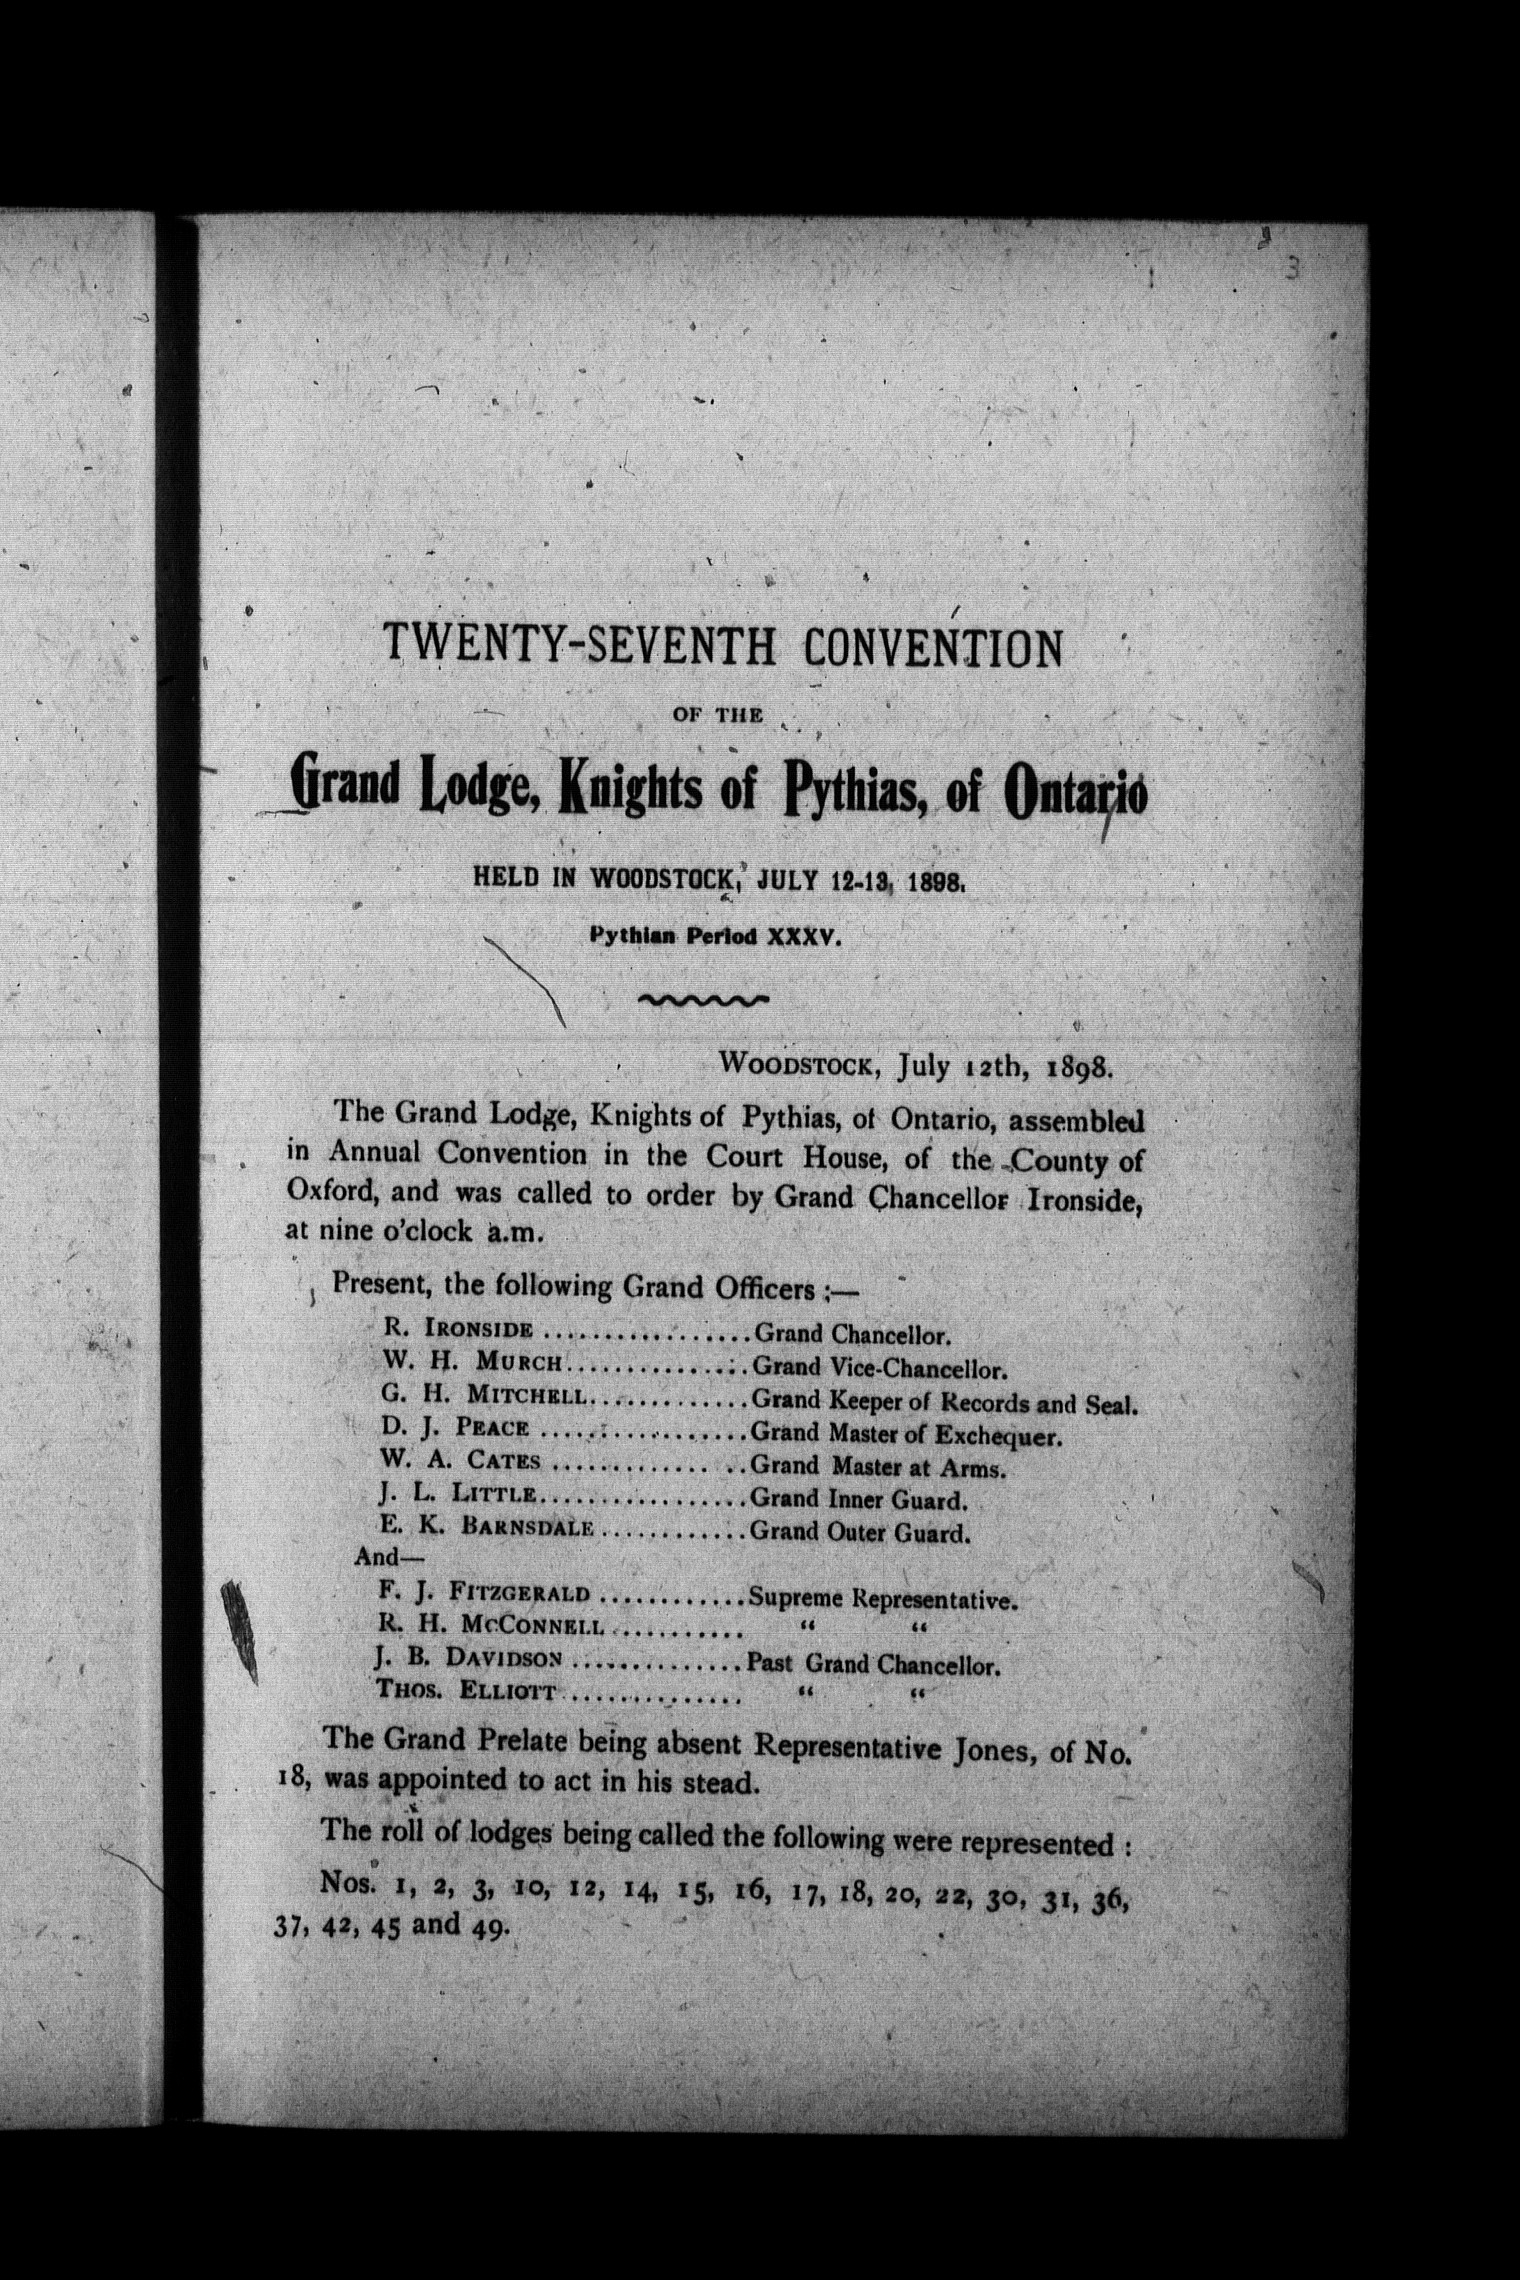 3
TWENTY-SEVENTH CONVENTION
OF THE
Grand Lodge, Knights of Pythias, of Ontario
HELD IN WOODSTOCK, JULY 12-13, 1898.
Pythian Period XXXV.
WOODSTOCK, July 12th, 1898.
The Grand Lodge, Knights of Pythias, of Ontario, assembled
in Annual Convention in the Court House, of the County of
Oxford, and was called to order by Grand Chancellor Ironside,
at nine o'clock a.m.
Present, the following Grand Officers :—
R. IRONSIDE .................Grand Chancellor.
W. H. MURCH...............Grand Vice-Chancellor.
G. H. MITCHELL.............Grand Keeper of Records and Seal.
D. J. PEACE .................Grand Master of Exchequer.
W. A. CATES ............. ..Grand Master at Arms.
J. L. LITTLE.................Grand Inner Guard.
E. K. BARNSDALE ............Grand Outer Guard.
And—
F. J. FITZGERALD ............Supreme Representative.
R. H. MCCONNELL ........... “ “
J. B. DAVIDSON ..............Past Grand Chancellor.
THOS. ELLIOTT .............. “ “
The Grand Prelate being absent Representative Jones, of No.
18, was appointed to act in his stead.
The roll of lodges being called the following were represented :
Nos. 1, 2, 3, 10, 12, 14, 15, 16, 17, 18, 20, 22, 30, 31, 36,
37, 42, 45 and 49.